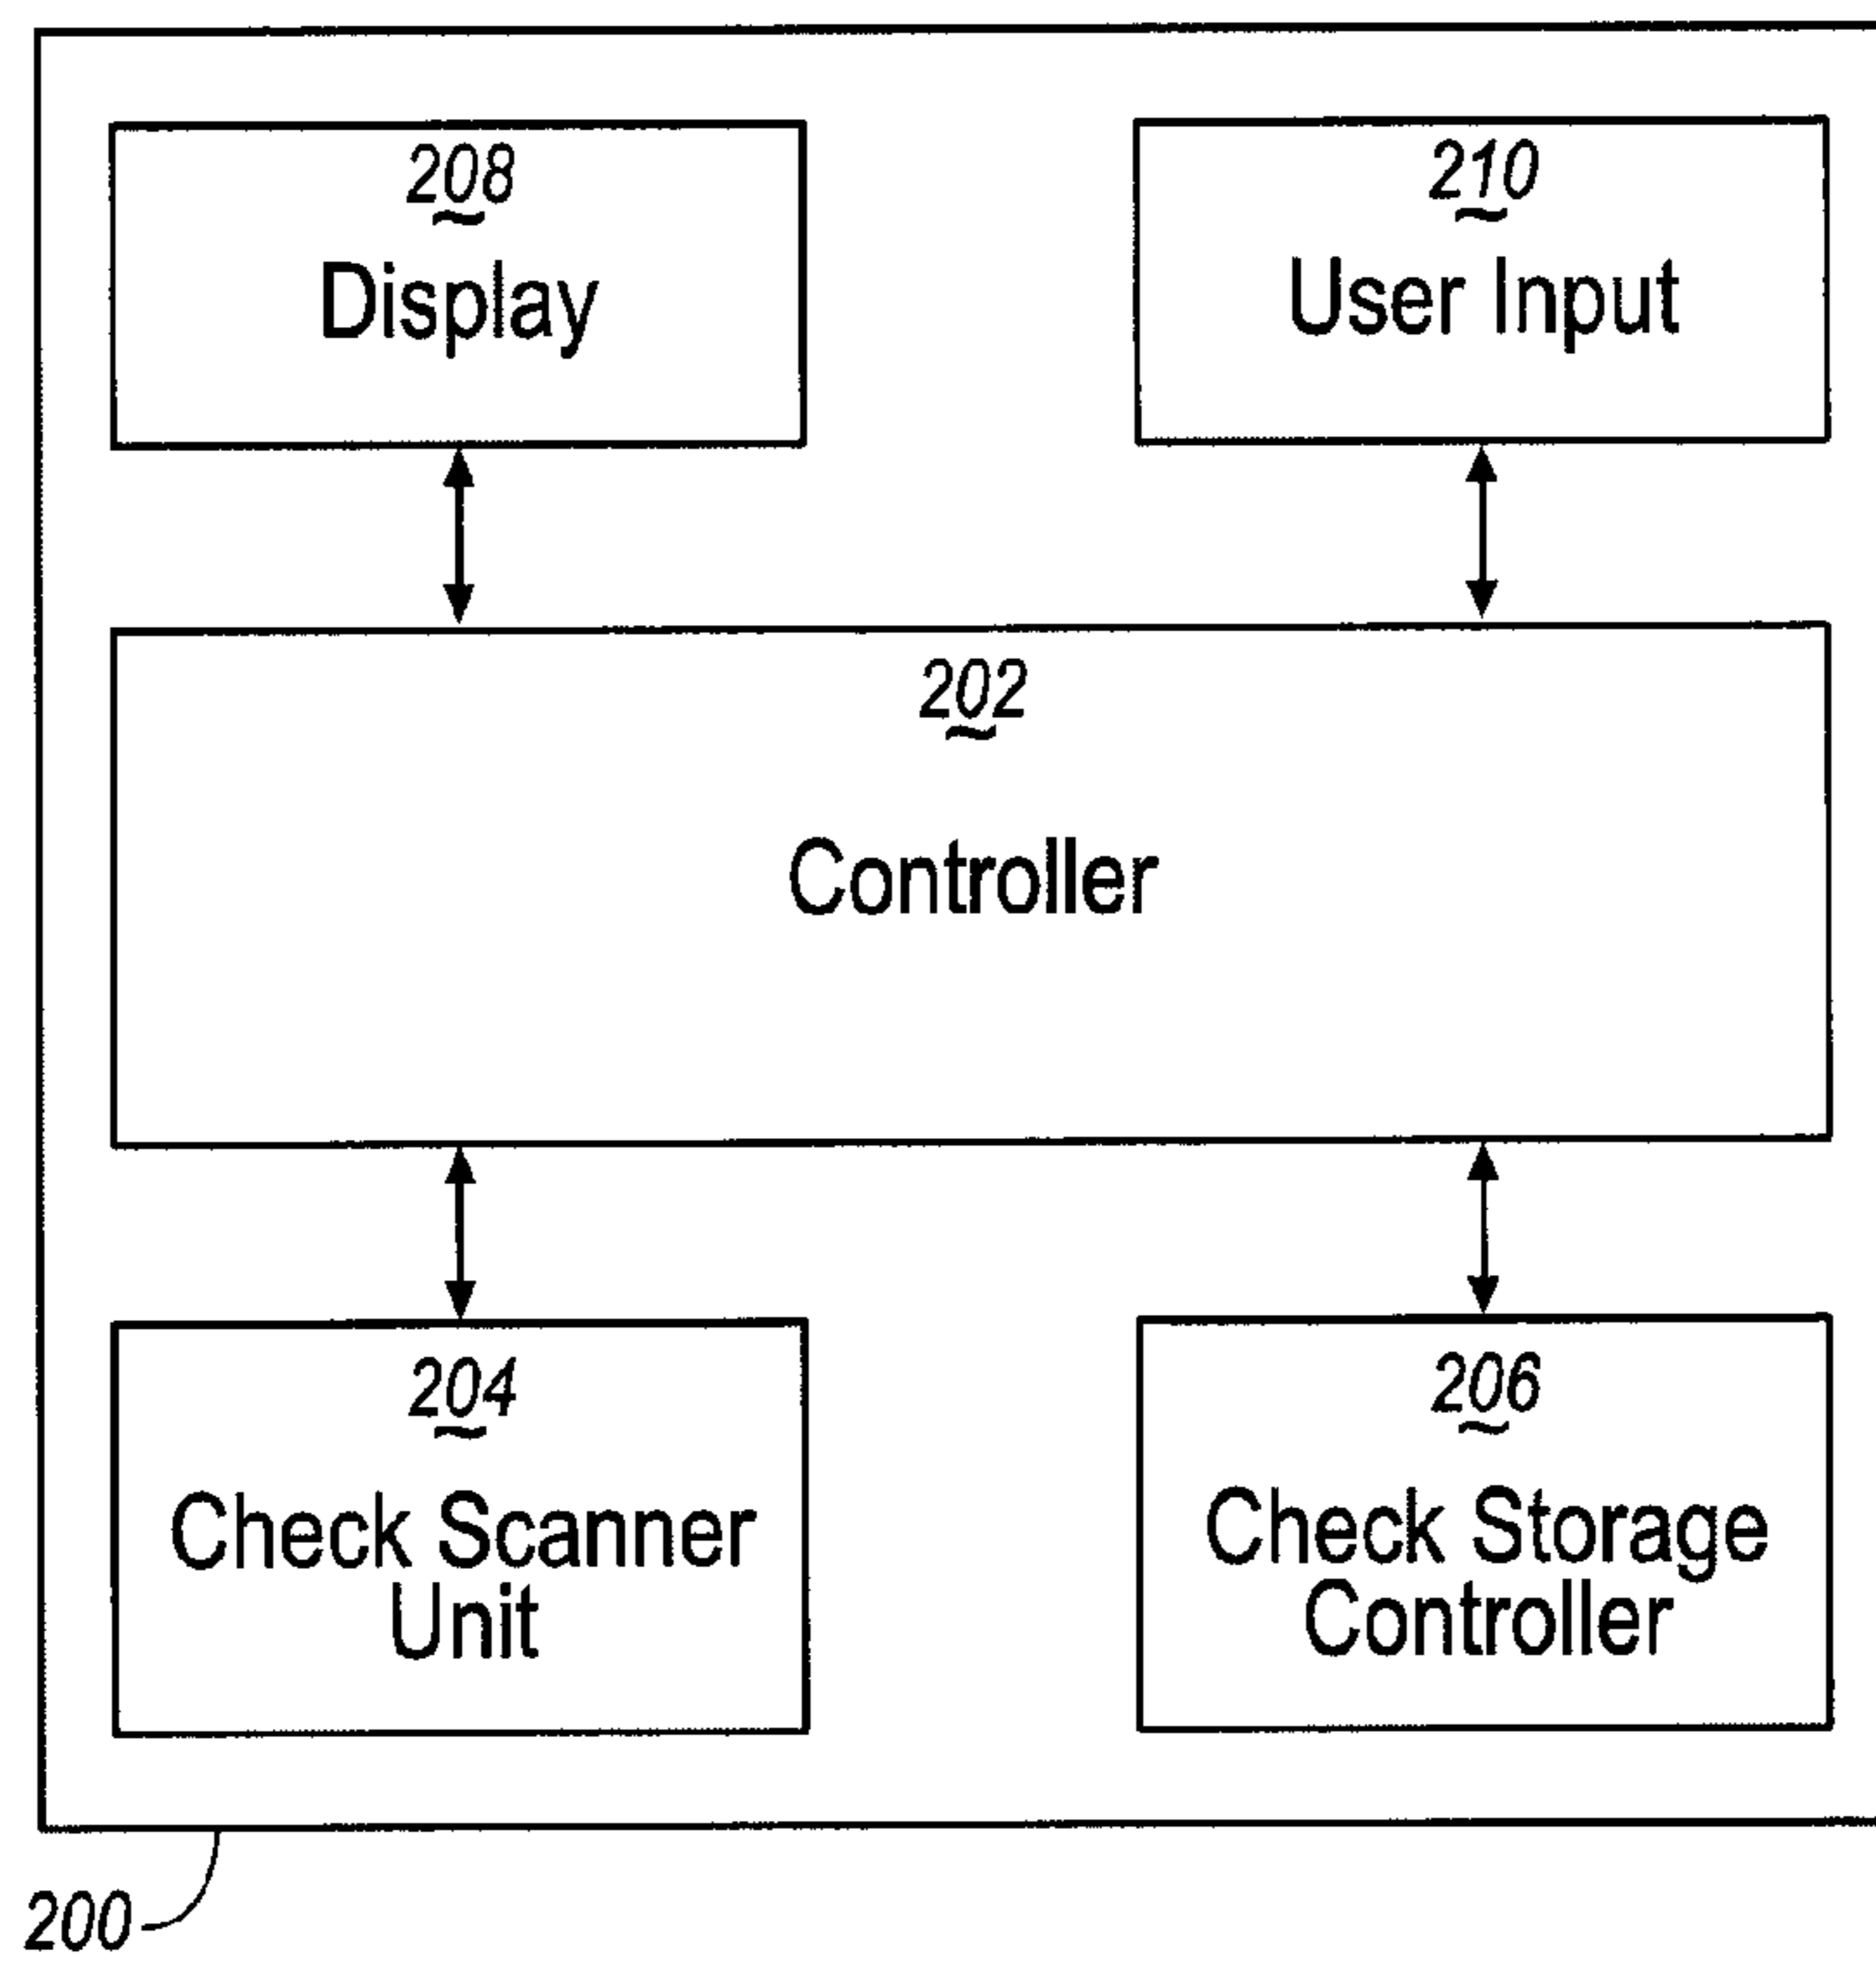 208
Display
210
User Input
202
Controller
204
Check Scanner
Unit
206
Check Storage
Controller
200